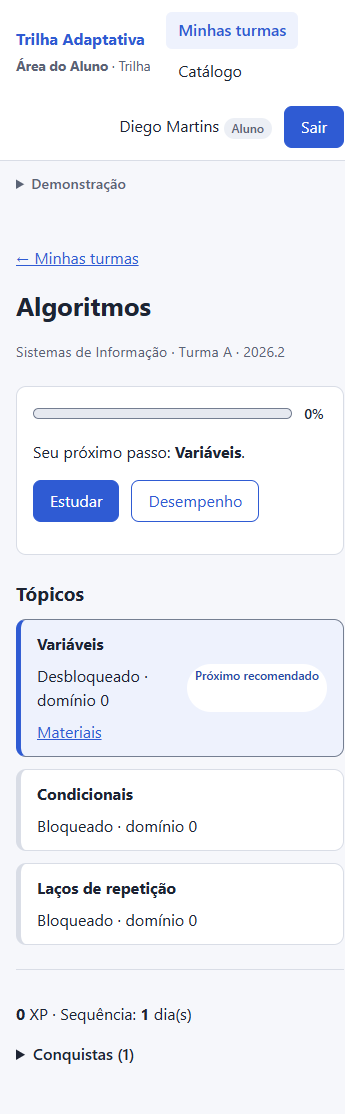 Trilha Adaptativa
Área do Aluno · Trilha
Minhas turmas
Catálogo
Diego Martins Aluno
Sair
▶ Demonstração
← Minhas turmas
Algoritmos
Sistemas de Informação · Turma A · 2026.2
0%
Seu próximo passo: Variáveis.
Estudar
Desempenho
Tópicos
Variáveis
Desbloqueado ·
domínio 0
Próximo recomendado
Materiais
Condicionais
Bloqueado · domínio 0
Laços de repetição
Bloqueado · domínio 0
0 XP · Sequência: 1 dia(s)
▶ Conquistas (1)